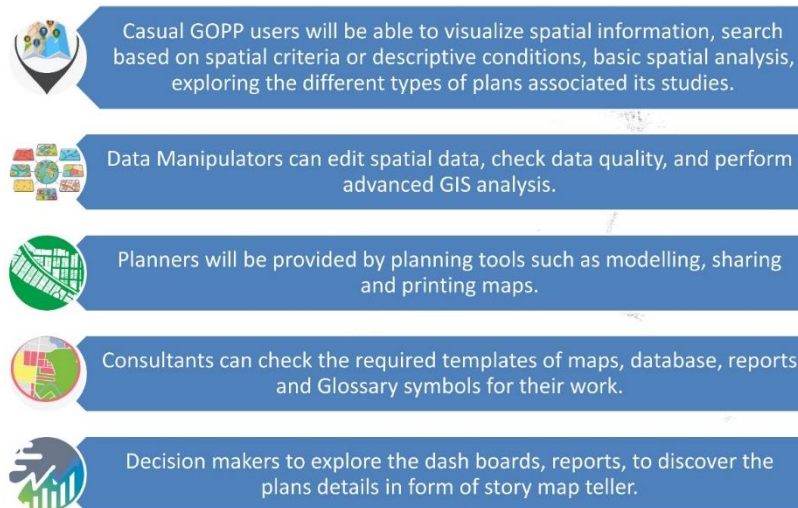 Casual GOPP users will be able to visualize spatial information, search
based on spatial criteria or descriptive conditions, basic spatial analysis,
exploring the different types of plans associated its studies.
Data Manipulators can edit spatial data, check data quality, and perform
advanced GIS analysis.
Planners will be provided by planning tools such as modelling, sharing
and printing maps.
Consultants can check the required templates of maps, database, reports
and Glossary symbols for their work.
Decision makers to explore the dash boards, reports, to discover the
plans details in form of story map teller.